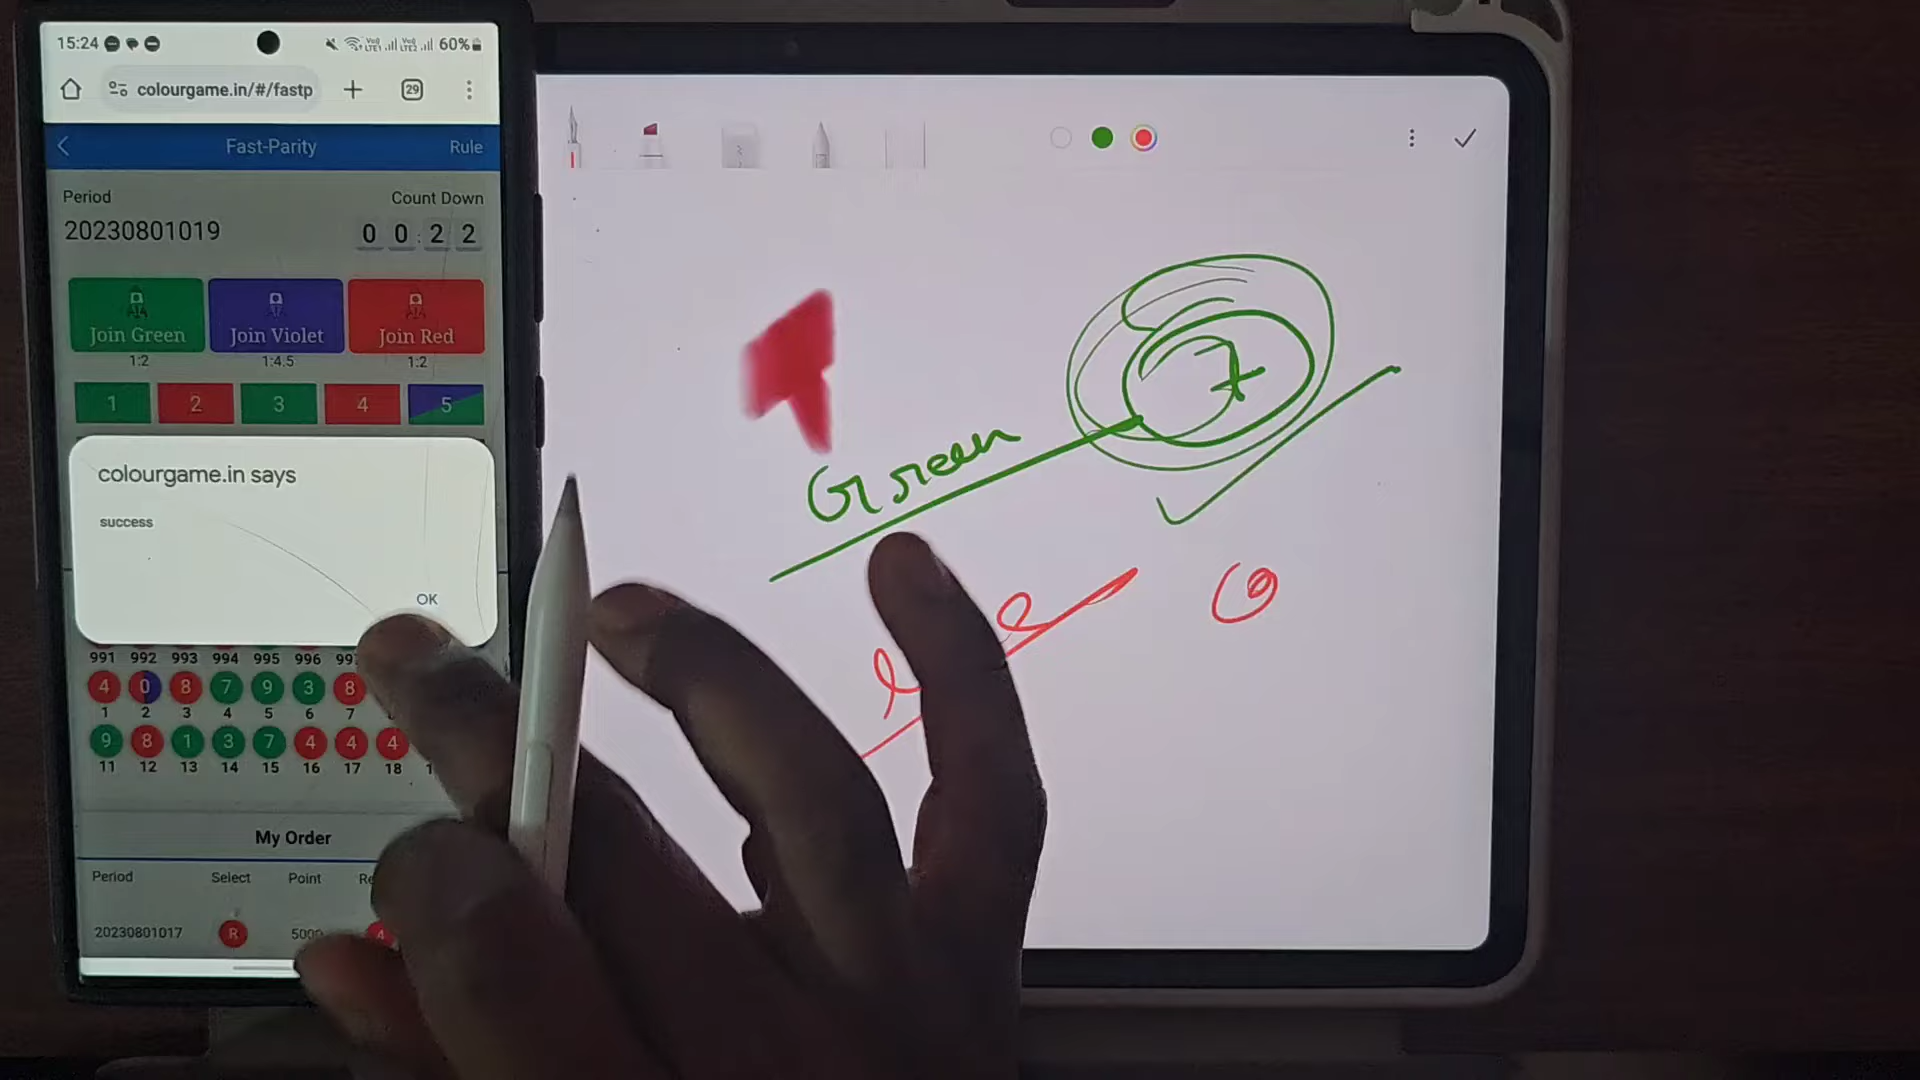 15:24 60%
colourgame.in/#/fastp 29
Fast-Parity Rule
Period Count Down
20230801019 0 0 : 2 2
Join Green Join Violet Join Red
1:2 1:4.5 1:2
1 2 3 4 5
colourgame.in says
success
OK
991 992 993 994 995 996
4 0 8 7 9 3 8
1 2 3 4 5 6 7
9 8 1 3 7 4 4 4
11 12 13 14 15 16 17 18
My Order
Period Select Point
20230801017 R 4
7
Green